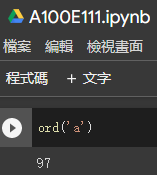 A100E111.ipynb
檔案 編輯 檢視畫面
程式碼 + 文字
ord('a')
97